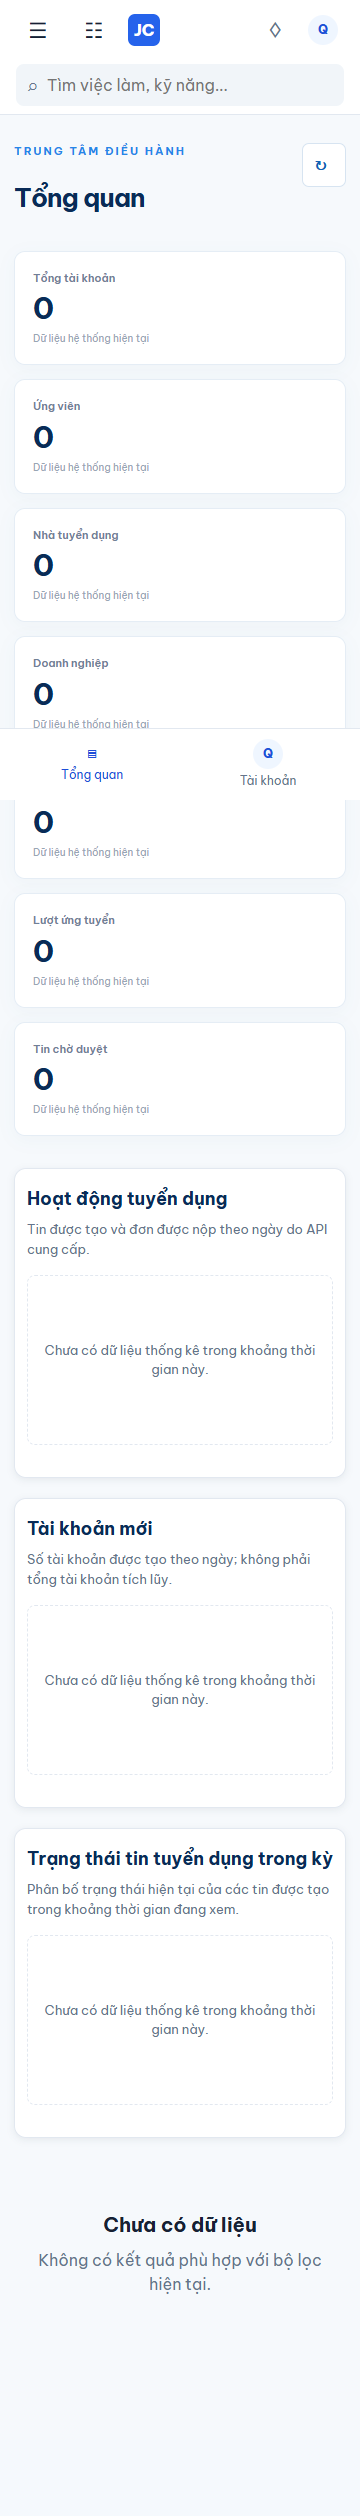 JC
Q
Tìm việc làm, kỹ năng...
TRUNG TÂM ĐIỀU HÀNH
Tổng quan
Tổng tài khoản
0
Dữ liệu hệ thống hiện tại
Ứng viên
0
Dữ liệu hệ thống hiện tại
Nhà tuyển dụng
0
Dữ liệu hệ thống hiện tại
Doanh nghiệp
0
Dữ liệu hệ thống hiện tại
Q
Tổng quan
Tài khoản
0
Dữ liệu hệ thống hiện tại
Lượt ứng tuyển
0
Dữ liệu hệ thống hiện tại
Tin chờ duyệt
0
Dữ liệu hệ thống hiện tại
Hoạt động tuyển dụng
Tin được tạo và đơn được nộp theo ngày do API
cung cấp.
Chưa có dữ liệu thống kê trong khoảng thời
gian này.
Tài khoản mới
Số tài khoản được tạo theo ngày; không phải
tổng tài khoản tích lũy.
Chưa có dữ liệu thống kê trong khoảng thời
gian này.
Trạng thái tin tuyển dụng trong kỳ
Phân bố trạng thái hiện tại của các tin được tạo
trong khoảng thời gian đang xem.
Chưa có dữ liệu thống kê trong khoảng thời
gian này.
Chưa có dữ liệu
Không có kết quả phù hợp với bộ lọc
hiện tại.